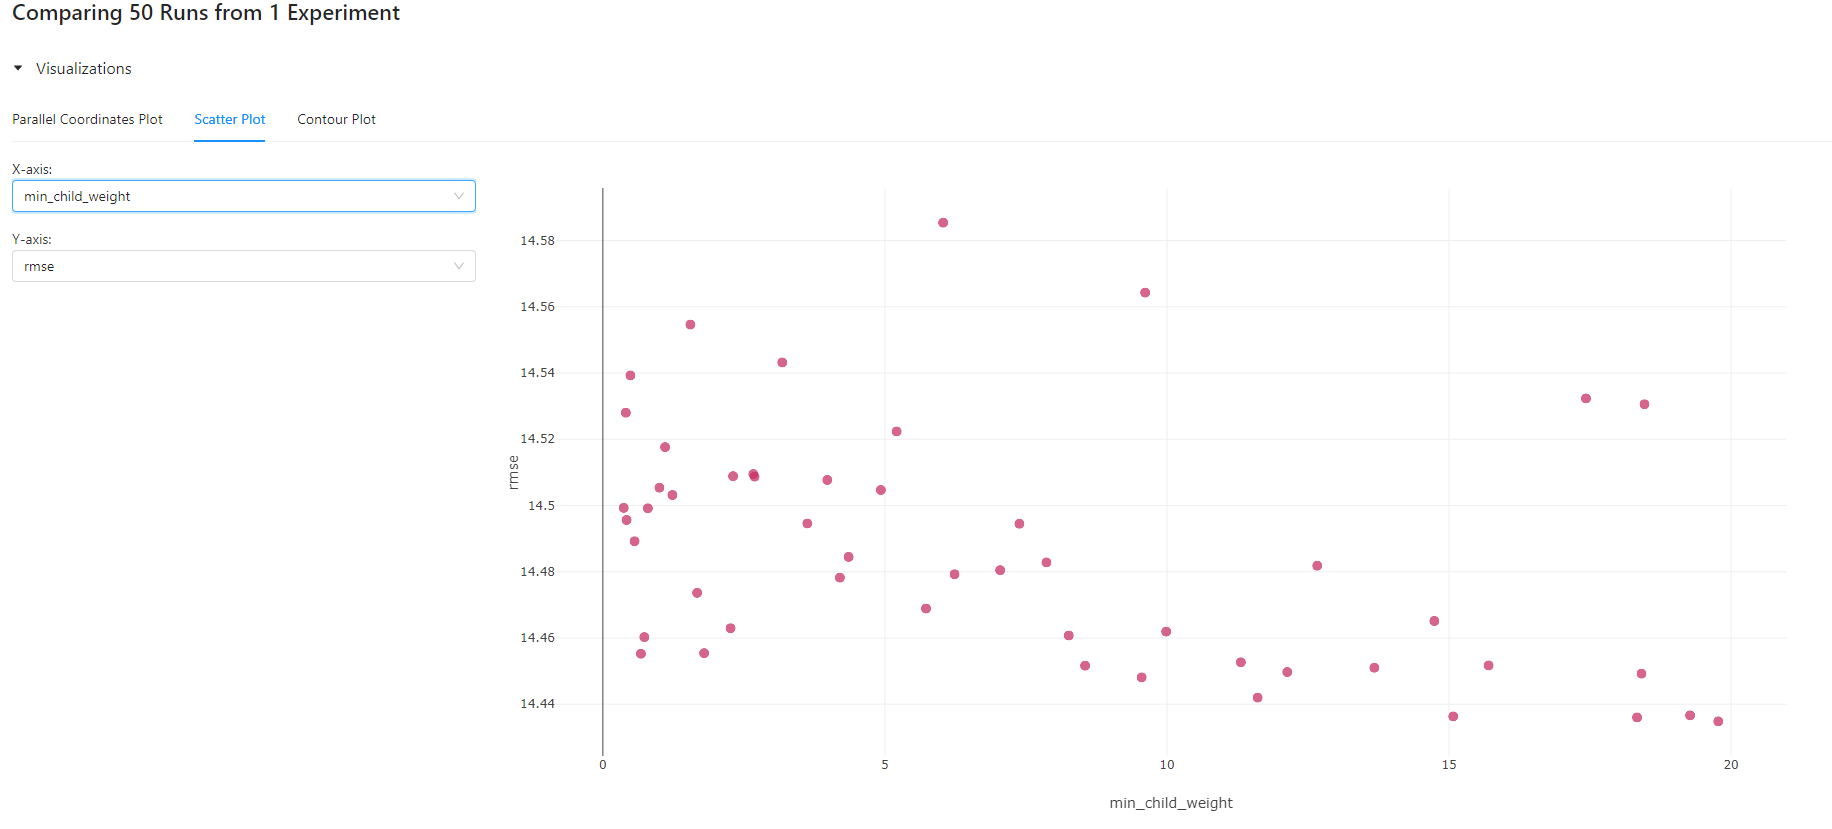 Comparing 50 Runs from 1 Experiment
Visualizations
Parallel Coordinates Plot Scatter Plot Contour Plot
X-axis:
min_child_weight
Y-axis:
rmse
14.58
14.56
14.54
14.52
14.5
14.48
14.46
14.44
rmse
0 5 10 15 20
min_child_weight